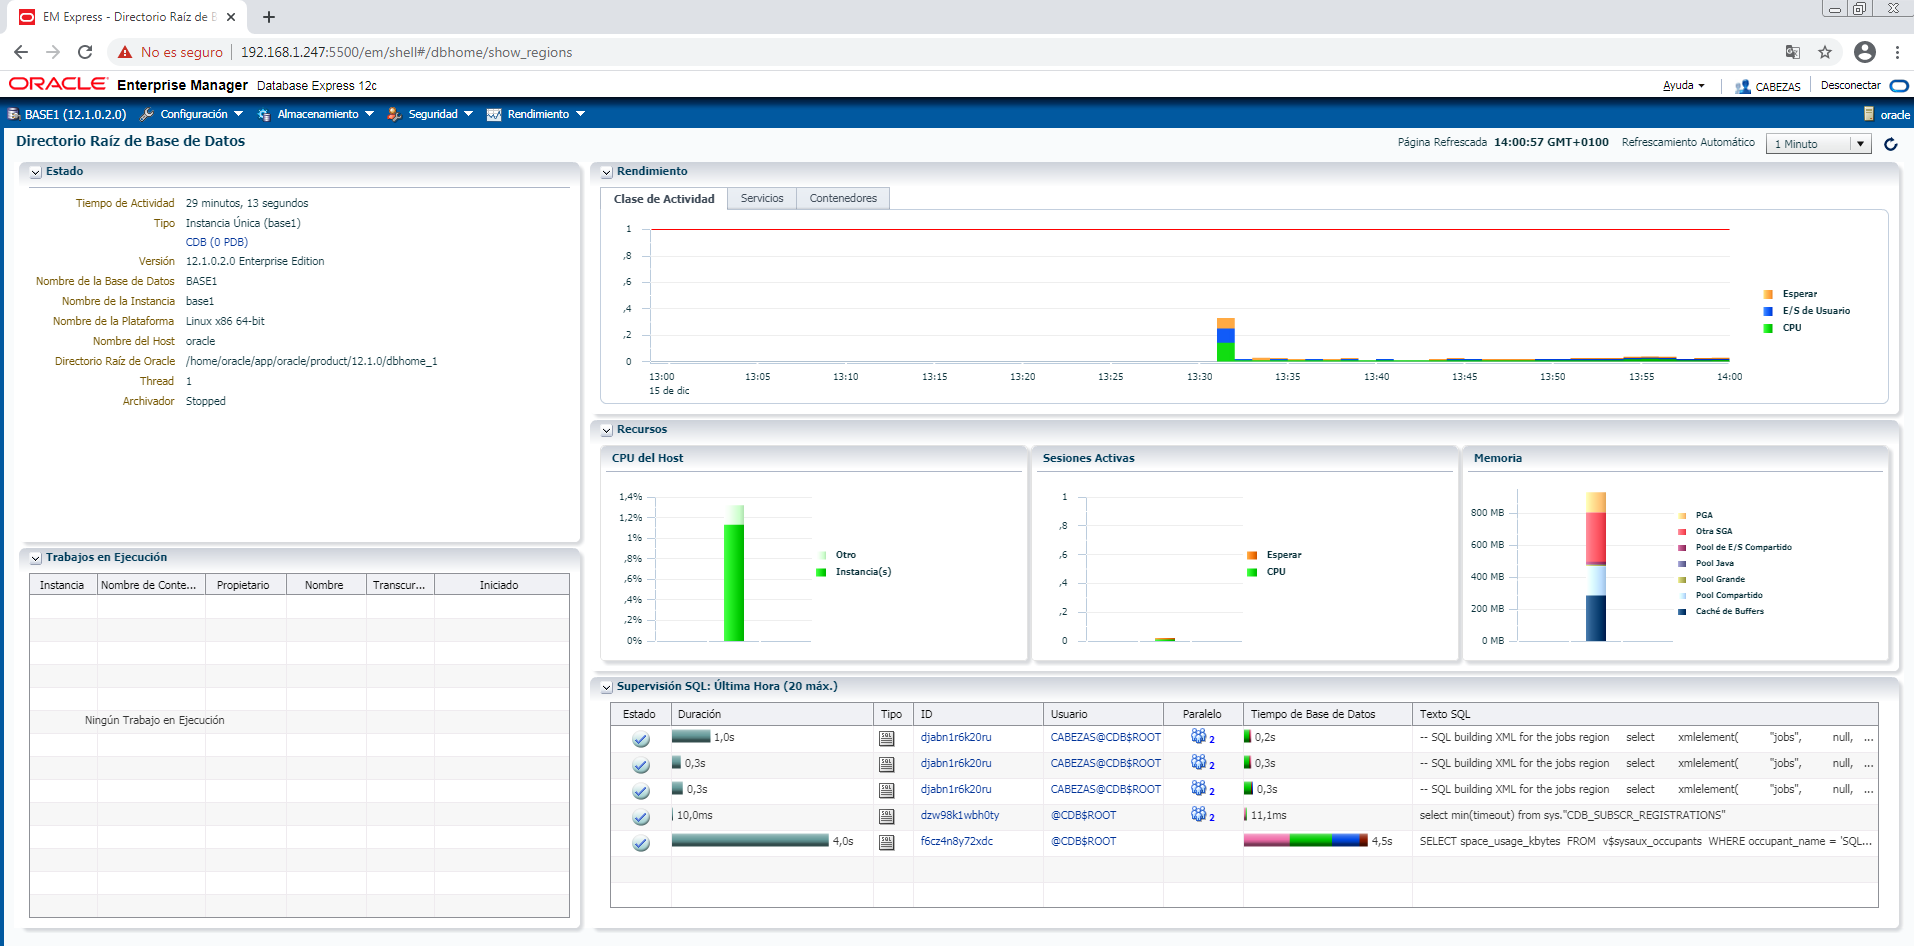 EM Express - Directorio Raíz de B
No es seguro 192.168.1.247:5500/em/shell#/dbhome/show_regions
ORACLE Enterprise Manager Database Express 12c
Ayuda CABEZAS Desconectar
BASE1 (12.1.0.2.0) Configuración Almacenamiento Seguridad Rendimiento oracle
Directorio Raíz de Base de Datos
Página Refrescada 14:00:57 GMT+0100 Refrescamiento Automático 1 Minuto
Estado
Tiempo de Actividad 29 minutos, 13 segundos
Tipo Instancia Única (base1)
CDB (0 PDB)
Versión 12.1.0.2.0 Enterprise Edition
Nombre de la Base de Datos BASE1
Nombre de la Instancia base1
Nombre de la Plataforma Linux x86 64-bit
Nombre del Host oracle
Directorio Raíz de Oracle /home/oracle/app/oracle/product/12.1.0/dbhome_1
Thread 1
Archivador Stopped
Trabajos en Ejecución
Instancia Nombre de Conte... Propietario Nombre Transcur... Iniciado
Ningún Trabajo en Ejecución
Rendimiento
Clase de Actividad Servicios Contenedores
1
,8
,6
,4
,2
0
13:00 13:05 13:10 13:15 13:20 13:25 13:30 13:35 13:40 13:45 13:50 13:55 14:00
15 de dic
Esperar
E/S de Usuario
CPU
Recursos
CPU del Host
1,4%
1,2%
1%
,8%
,6%
,4%
,2%
0%
Otro
Instancia(s)
Sesiones Activas
1
,8
,6
,4
,2
0
Esperar
CPU
Memoria
800 MB
600 MB
400 MB
200 MB
0 MB
PGA
Otra SGA
Pool de E/S Compartido
Pool Java
Pool Grande
Pool Compartido
Caché de Buffers
Supervisión SQL: Última Hora (20 máx.)
Estado Duración Tipo ID Usuario Paralelo Tiempo de Base de Datos Texto SQL
1,0s SQL djabn1r6k20ru CABEZAS@CDB$ROOT 2 0,2s -- SQL building XML for the jobs region select xmlelement( "jobs", null, ...
0,3s SQL djabn1r6k20ru CABEZAS@CDB$ROOT 2 0,3s -- SQL building XML for the jobs region select xmlelement( "jobs", null, ...
0,3s SQL djabn1r6k20ru CABEZAS@CDB$ROOT 2 0,3s -- SQL building XML for the jobs region select xmlelement( "jobs", null, ...
10,0ms SQL dzw98k1wbh0ty @CDB$ROOT 2 11,1ms select min(timeout) from sys."CDB_SUBSCR_REGISTRATIONS"
4,0s SQL f6cz4n8y72xdc @CDB$ROOT 4,5s SELECT space_usage_kbytes FROM v$sysaux_occupants WHERE occupant_name = 'SQL...